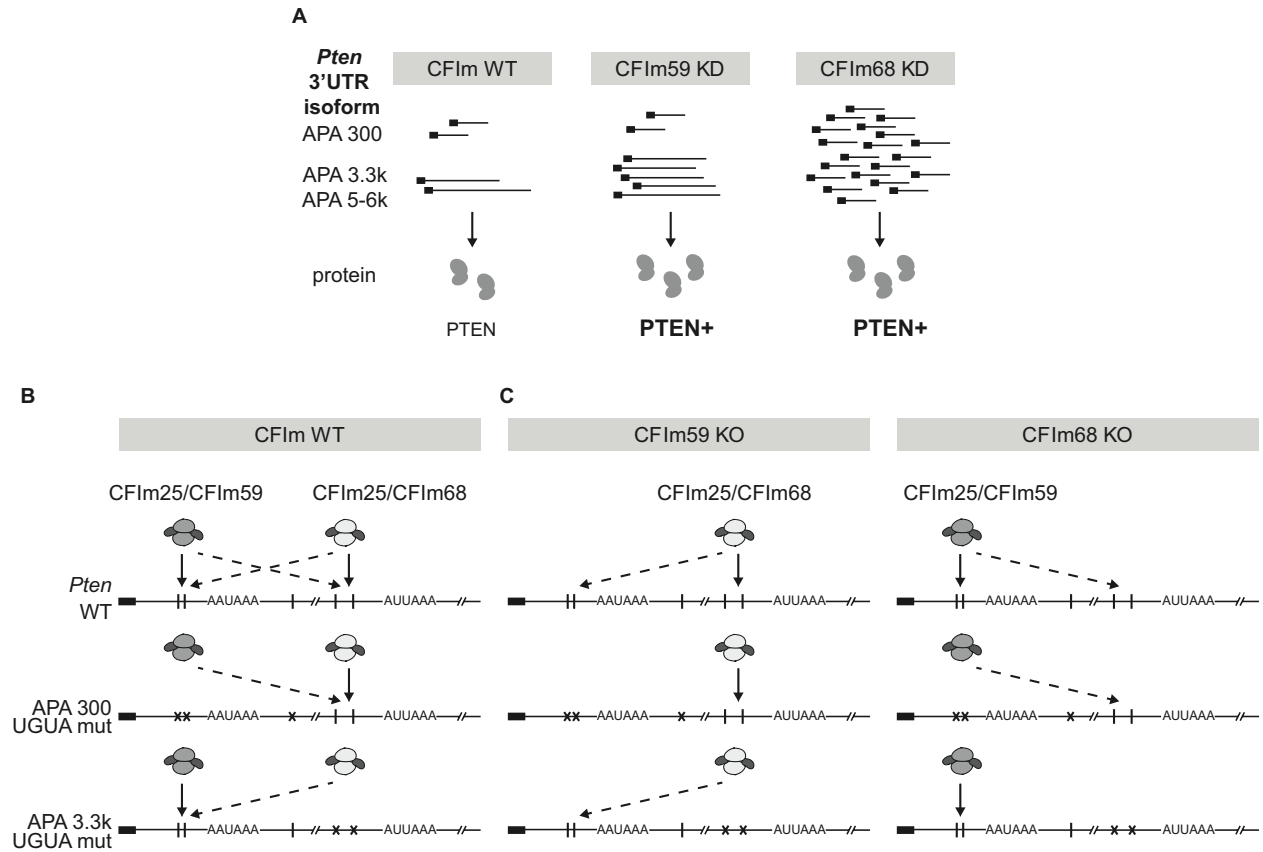 A
Pten
3'UTR
isoform
CFIm WT
CFIm59 KD
CFIm68 KD
APA 300
APA 3.3k
APA 5-6k
protein
PTEN
PTEN+
PTEN+
B
C
CFIm WT
CFIm59 KO
CFIm68 KO
CFIm25/CFIm59
CFIm25/CFIm68
CFIm25/CFIm68
CFIm25/CFIm59
Pten
WT
AAUAAA
AUUAAA
AAUAAA
AUUAAA
AAUAAA
AUUAAA
APA 300
UGUA mut
xx
AAUAAA
x
AUUAAA
xx
AAUAAA
x
AUUAAA
xx
AAUAAA
x
AUUAAA
APA 3.3k
UGUA mut
AAUAAA
x x
AUUAAA
AAUAAA
x x
AUUAAA
AAUAAA
x x
AUUAAA